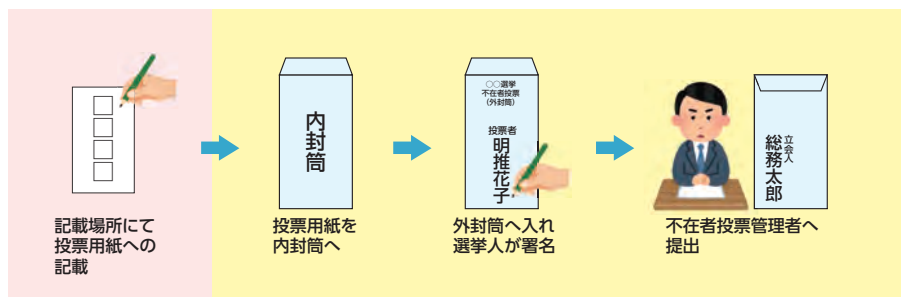 内封筒
○○選挙
不在者投票
(外封筒)
投票者
明推花子
立会人
総務太郎
記載場所にて
投票用紙への
記載
投票用紙を
内封筒へ
外封筒へ入れ
選挙人が署名
不在者投票管理者へ
提出